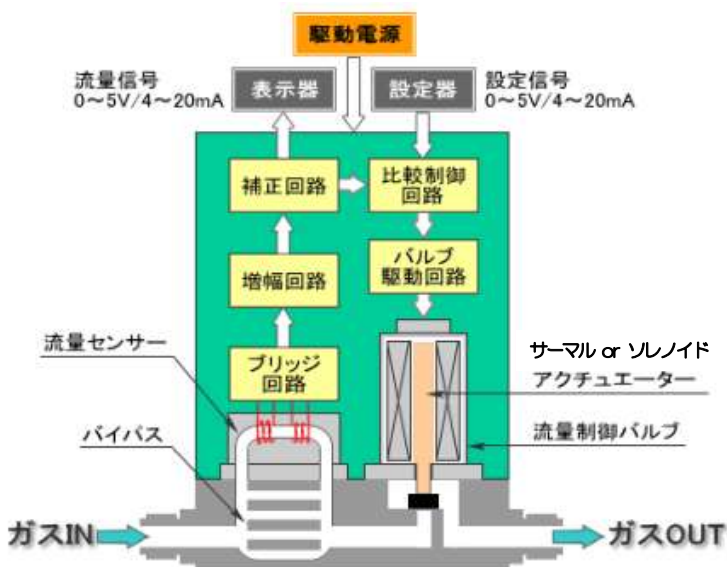 駆動電源
流量信号
0～5V/4～20mA
表示器
設定器
設定信号
0～5V/4～20mA
補正回路
比較制御
回路
増幅回路
バルブ
駆動回路
流量センサー
ブリッジ
回路
サーマル or ソレノイド
アクチュエーター
バイパス
流量制御バルブ
ガスIN
ガスOUT